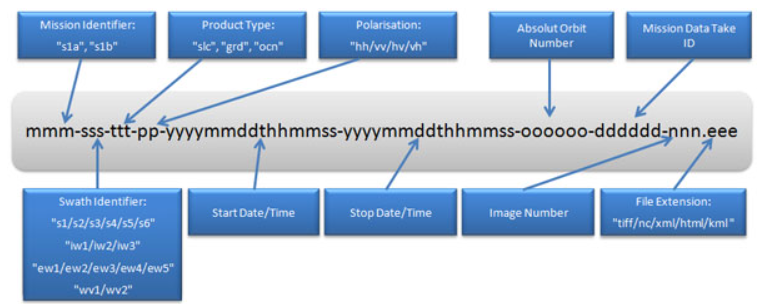 Mission Identifier:
"s1a", "s1b"
Product Type:
"slc", "grd", "ocn"
Polarisation:
"hh/vv/hv/vh"
Absolut Orbit
Number
Mission Data Take
ID
mmm-sss-ttt-pp-yyyymmddthhmmss-yyyymmddthhmmss-oooooo-dddddd-nnn.eee
Swath Identifier:
"s1/s2/s3/s4/s5/s6"
"iw1/iw2/iw3"
"ew1/ew2/ew3/ew4/ew5"
"wv1/wv2"
Start Date/Time
Stop Date/Time
Image Number
File Extension:
"tiff/nc/xml/html/kml"